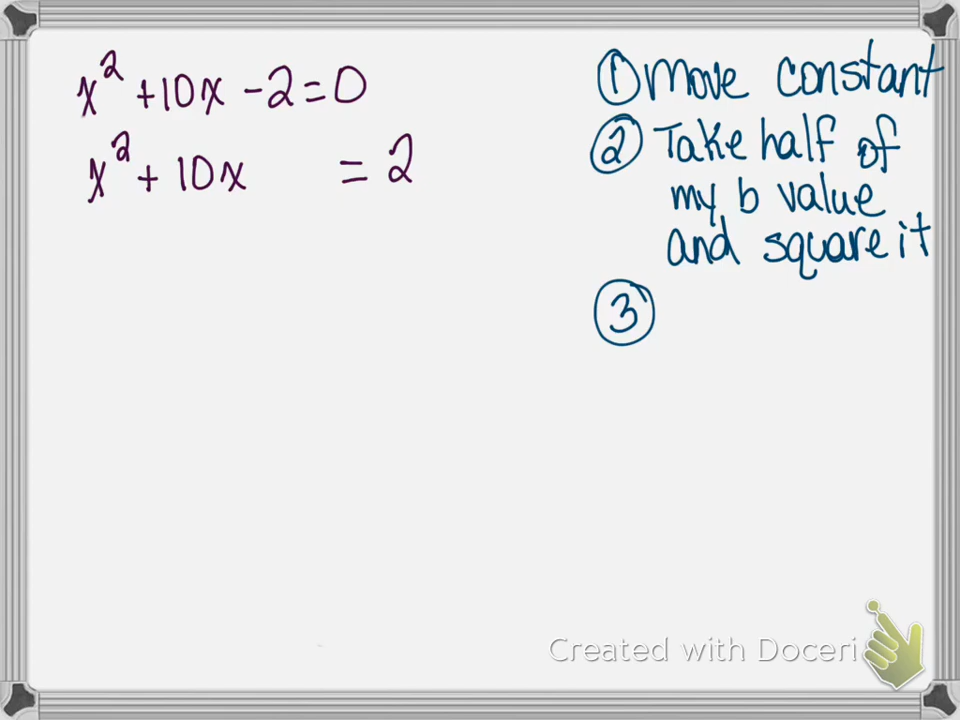 x² + 10x - 2 = 0
x² + 10x = 2
① Move constant
② Take half of
my b value
and square it
③
Created with Doceri